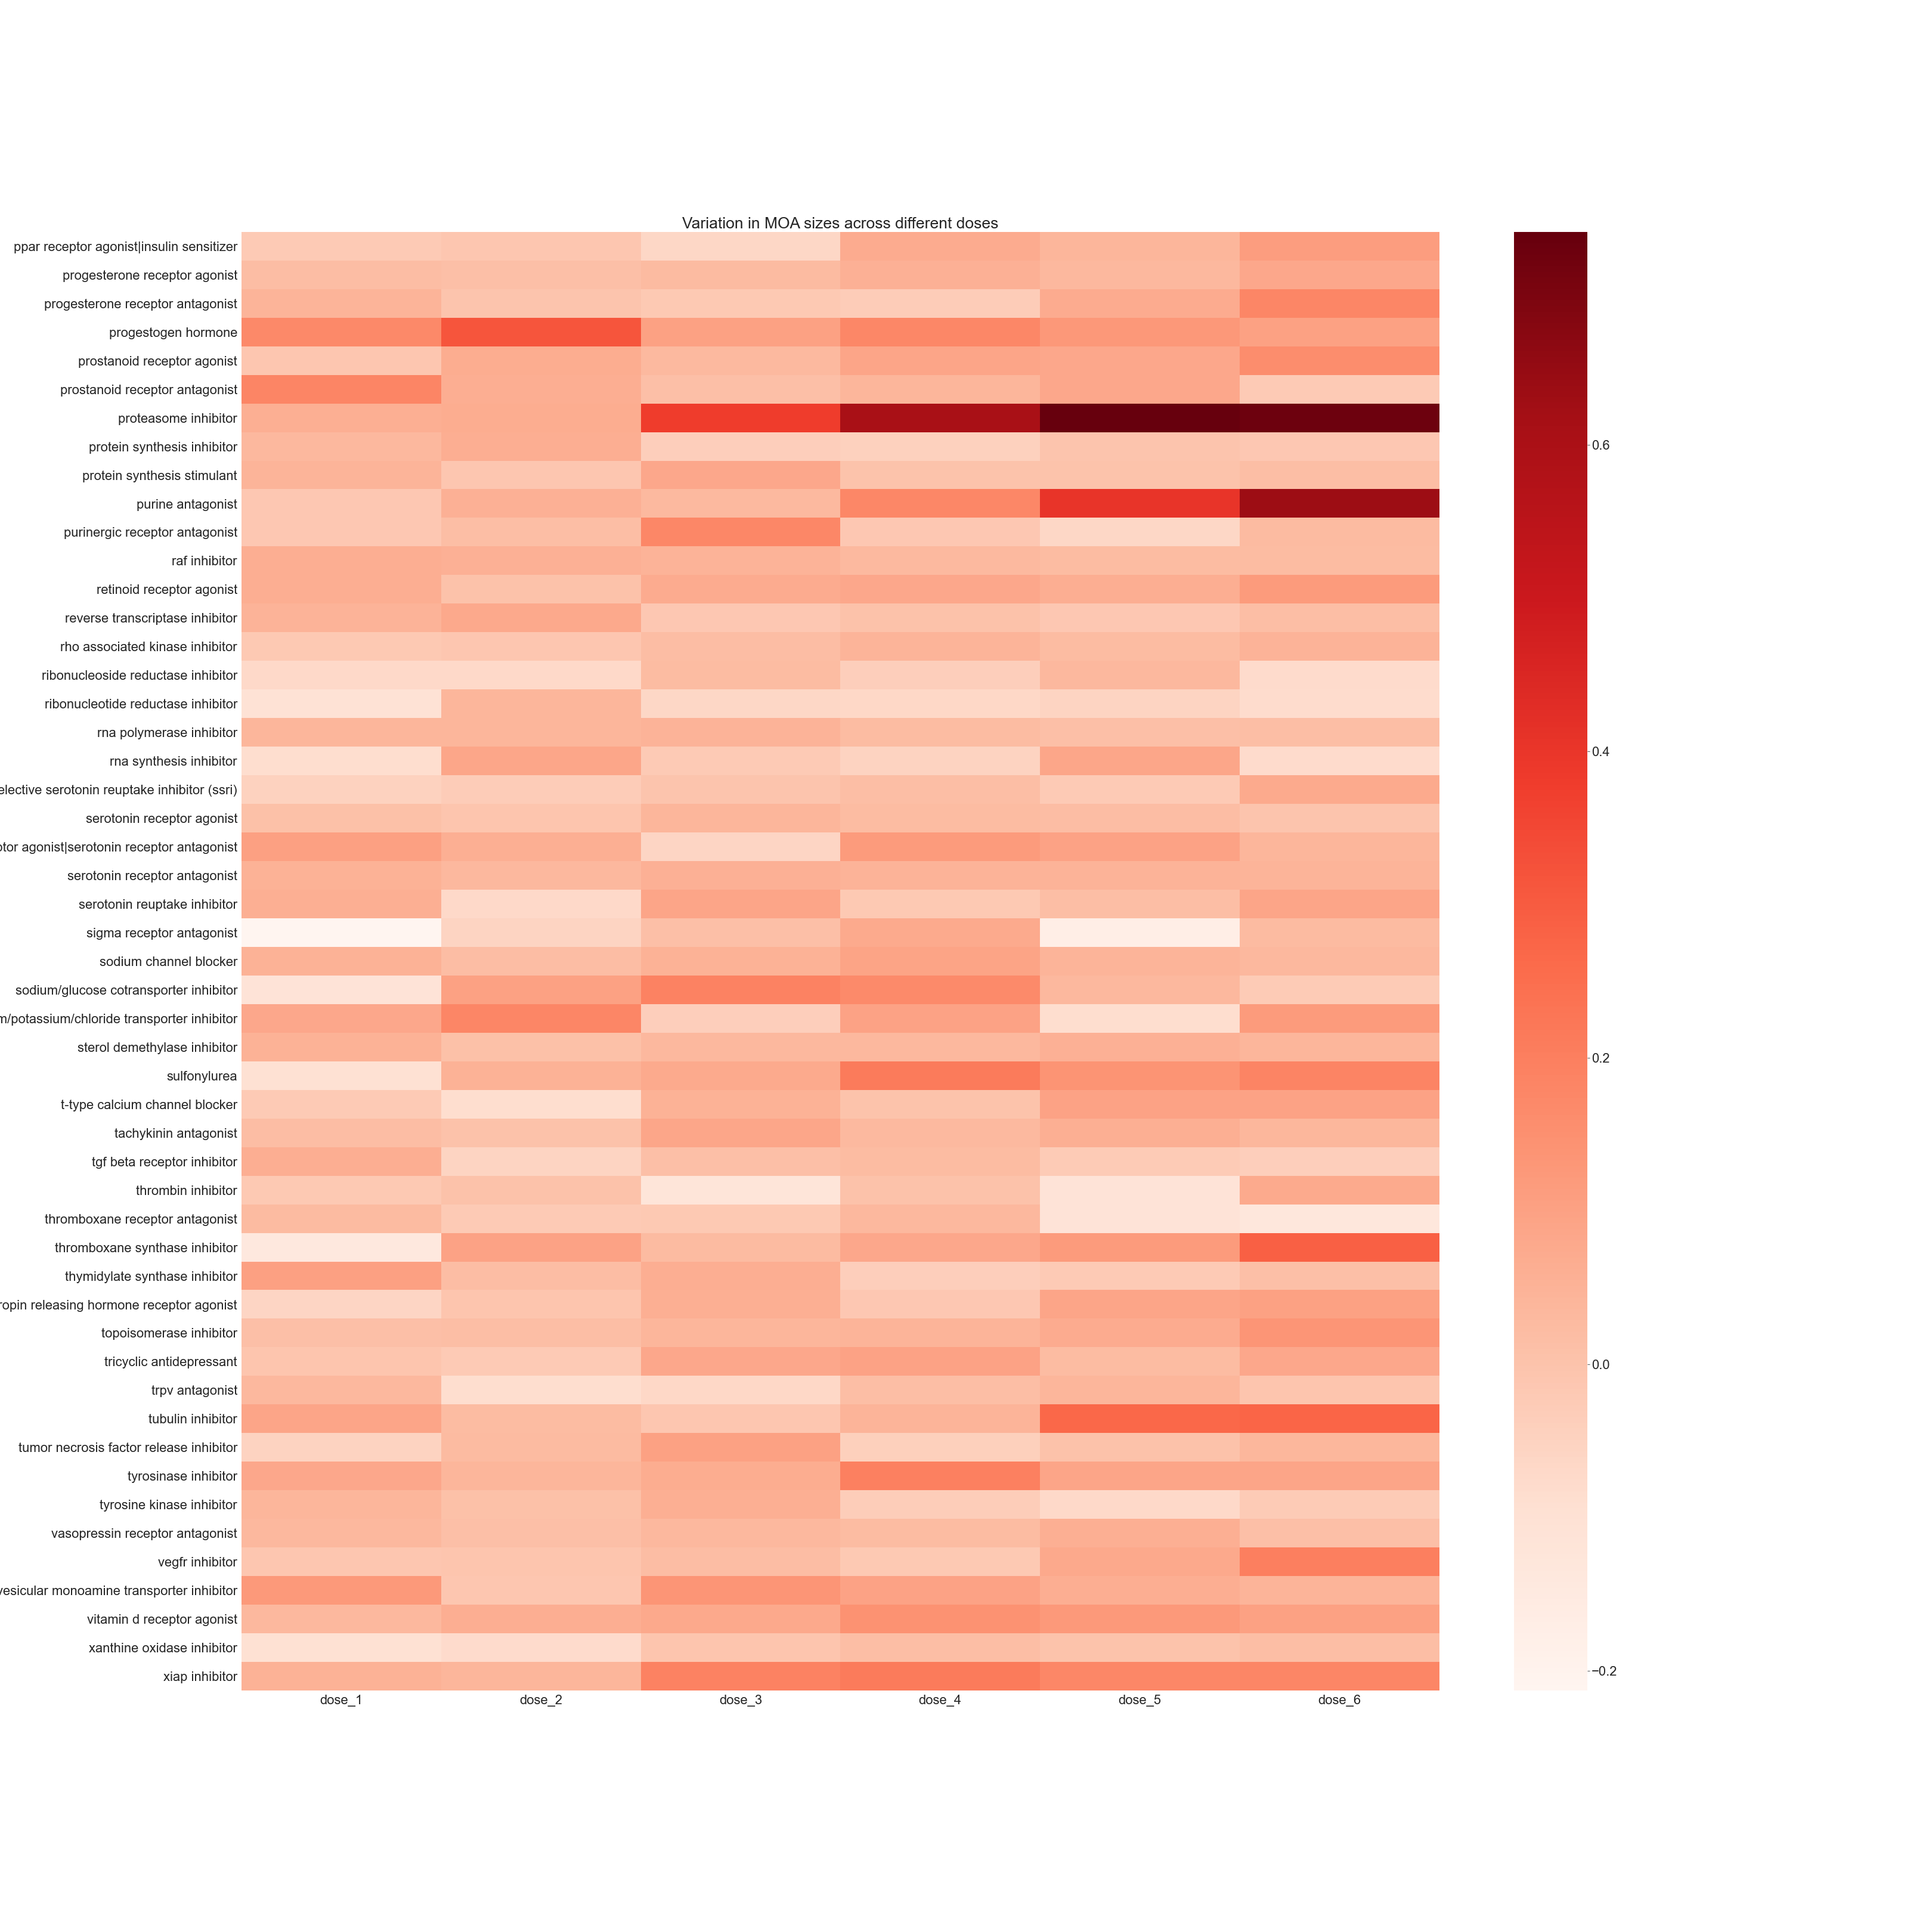 Variation in MOA sizes across different doses
ppar receptor agonist|insulin sensitizer
progesterone receptor agonist
progesterone receptor antagonist
progestogen hormone
prostanoid receptor agonist
prostanoid receptor antagonist
proteasome inhibitor
protein synthesis inhibitor
protein synthesis stimulant
purine antagonist
purinergic receptor antagonist
raf inhibitor
retinoid receptor agonist
reverse transcriptase inhibitor
rho associated kinase inhibitor
ribonucleoside reductase inhibitor
ribonucleotide reductase inhibitor
rna polymerase inhibitor
rna synthesis inhibitor
elective serotonin reuptake inhibitor (ssri)
serotonin receptor agonist
ptor agonist|serotonin receptor antagonist
serotonin receptor antagonist
serotonin reuptake inhibitor
sigma receptor antagonist
sodium channel blocker
sodium/glucose cotransporter inhibitor
m/potassium/chloride transporter inhibitor
sterol demethylase inhibitor
sulfonylurea
t-type calcium channel blocker
tachykinin antagonist
tgf beta receptor inhibitor
thrombin inhibitor
thromboxane receptor antagonist
thromboxane synthase inhibitor
thymidylate synthase inhibitor
ropin releasing hormone receptor agonist
topoisomerase inhibitor
tricyclic antidepressant
trpv antagonist
tubulin inhibitor
tumor necrosis factor release inhibitor
tyrosinase inhibitor
tyrosine kinase inhibitor
vasopressin receptor antagonist
vegfr inhibitor
vesicular monoamine transporter inhibitor
vitamin d receptor agonist
xanthine oxidase inhibitor
xiap inhibitor
dose_1 dose_2 dose_3 dose_4 dose_5 dose_6
0.6
0.4
0.2
0.0
−0.2